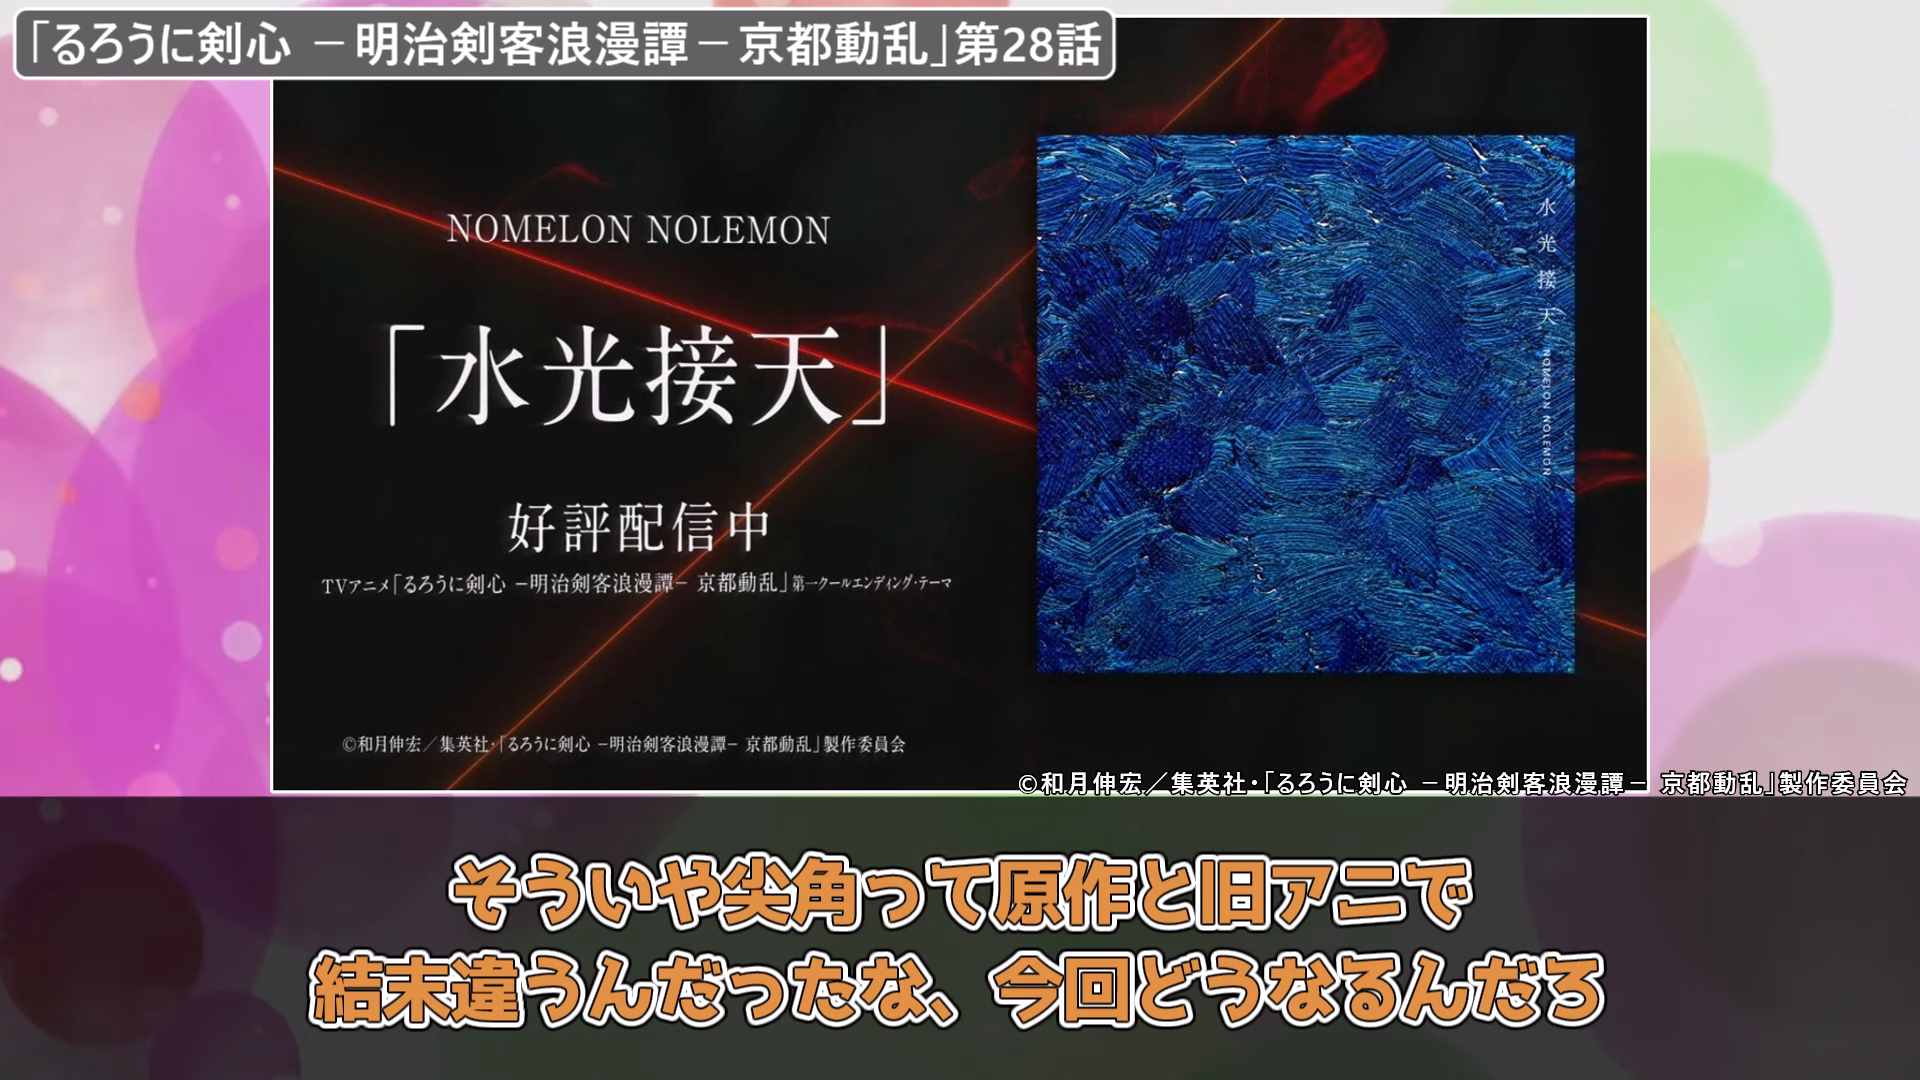 「るろうに剣心 －明治剣客浪漫譚－京都動乱」第28話
NOMELON NOLEMON
「水光接天」
好評配信中
TVアニメ「るろうに剣心 −明治剣客浪漫譚− 京都動乱」第一クールエンディング・テーマ
©和月伸宏／集英社・「るろうに剣心 −明治剣客浪漫譚− 京都動乱」製作委員会
水光接天 NOMELON NOLEMON
©和月伸宏／集英社・「るろうに剣心 －明治剣客浪漫譚－ 京都動乱」製作委員会
そういや尖角って原作と旧アニで
結末違うんだったな、今回どうなるんだろ